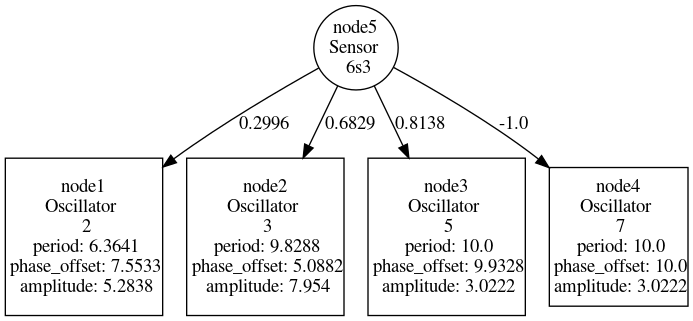 node5
Sensor
6s3
0.2996
0.6829
0.8138
-1.0
node1
Oscillator
2
period: 6.3641
phase_offset: 7.5533
amplitude: 5.2838
node2
Oscillator
3
period: 9.8288
phase_offset: 5.0882
amplitude: 7.954
node3
Oscillator
5
period: 10.0
phase_offset: 9.9328
amplitude: 3.0222
node4
Oscillator
7
period: 10.0
phase_offset: 10.0
amplitude: 3.0222